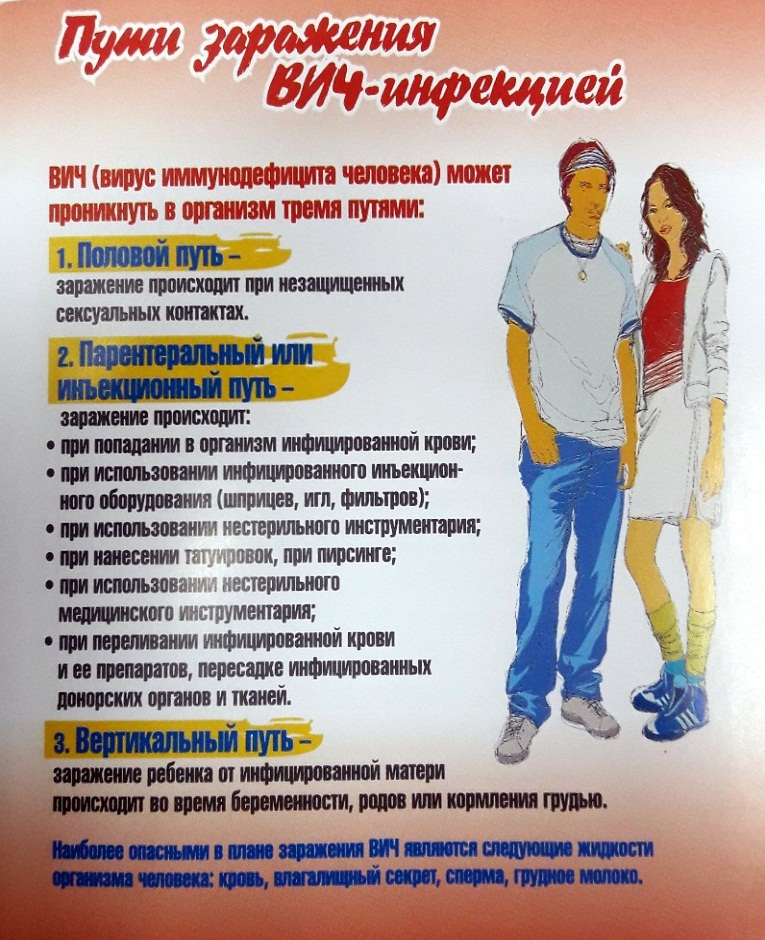 Пути заражения
ВИЧ-инфекцией
ВИЧ (вирус иммунодефицита человека) может
проникнуть в организм тремя путями:
1. Половой путь –
заражение происходит при незащищенных
сексуальных контактах.
2. Парентеральный или
инъекционный путь –
заражение происходит:
• при попадании в организм инфицированной крови;
• при использовании инфицированного инъекцион-
ного оборудования (шприцев, игл, фильтров);
• при использовании нестерильного инструментария;
• при нанесении татуировок, при пирсинге;
• при использовании нестерильного
медицинского инструментария;
• при переливании инфицированной крови
и ее препаратов, пересадке инфицированных
донорских органов и тканей.
3. Вертикальный путь –
заражение ребенка от инфицированной матери
происходит во время беременности, родов или кормления грудью.
Наиболее опасными в плане заражения ВИЧ являются следующие жидкости
организма человека: кровь, влагалищный секрет, сперма, грудное молоко.